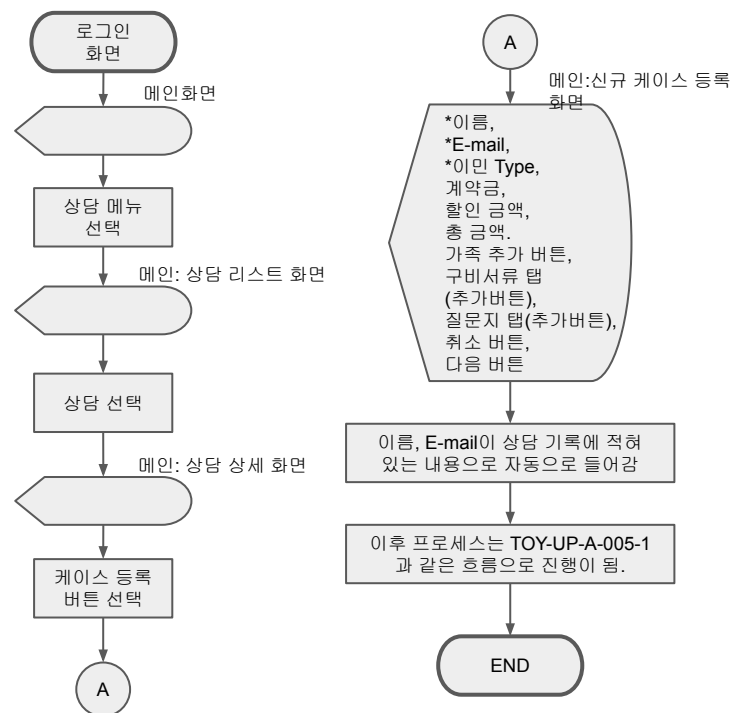 로그인
화면
메인화면
상담 메뉴
선택
메인: 상담 리스트 화면
상담 선택
메인: 상담 상세 화면
케이스 등록
버튼 선택
A
A
메인:신규 케이스 등록
화면
*이름,
*E-mail,
*이민 Type,
계약금,
할인 금액,
총 금액.
가족 추가 버튼,
구비서류 탭
(추가버튼),
질문지 탭(추가버튼),
취소 버튼,
다음 버튼
이름, E-mail이 상담 기록에 적혀
있는 내용으로 자동으로 들어감
이후 프로세스는 TOY-UP-A-005-1
과 같은 흐름으로 진행이 됨.
END